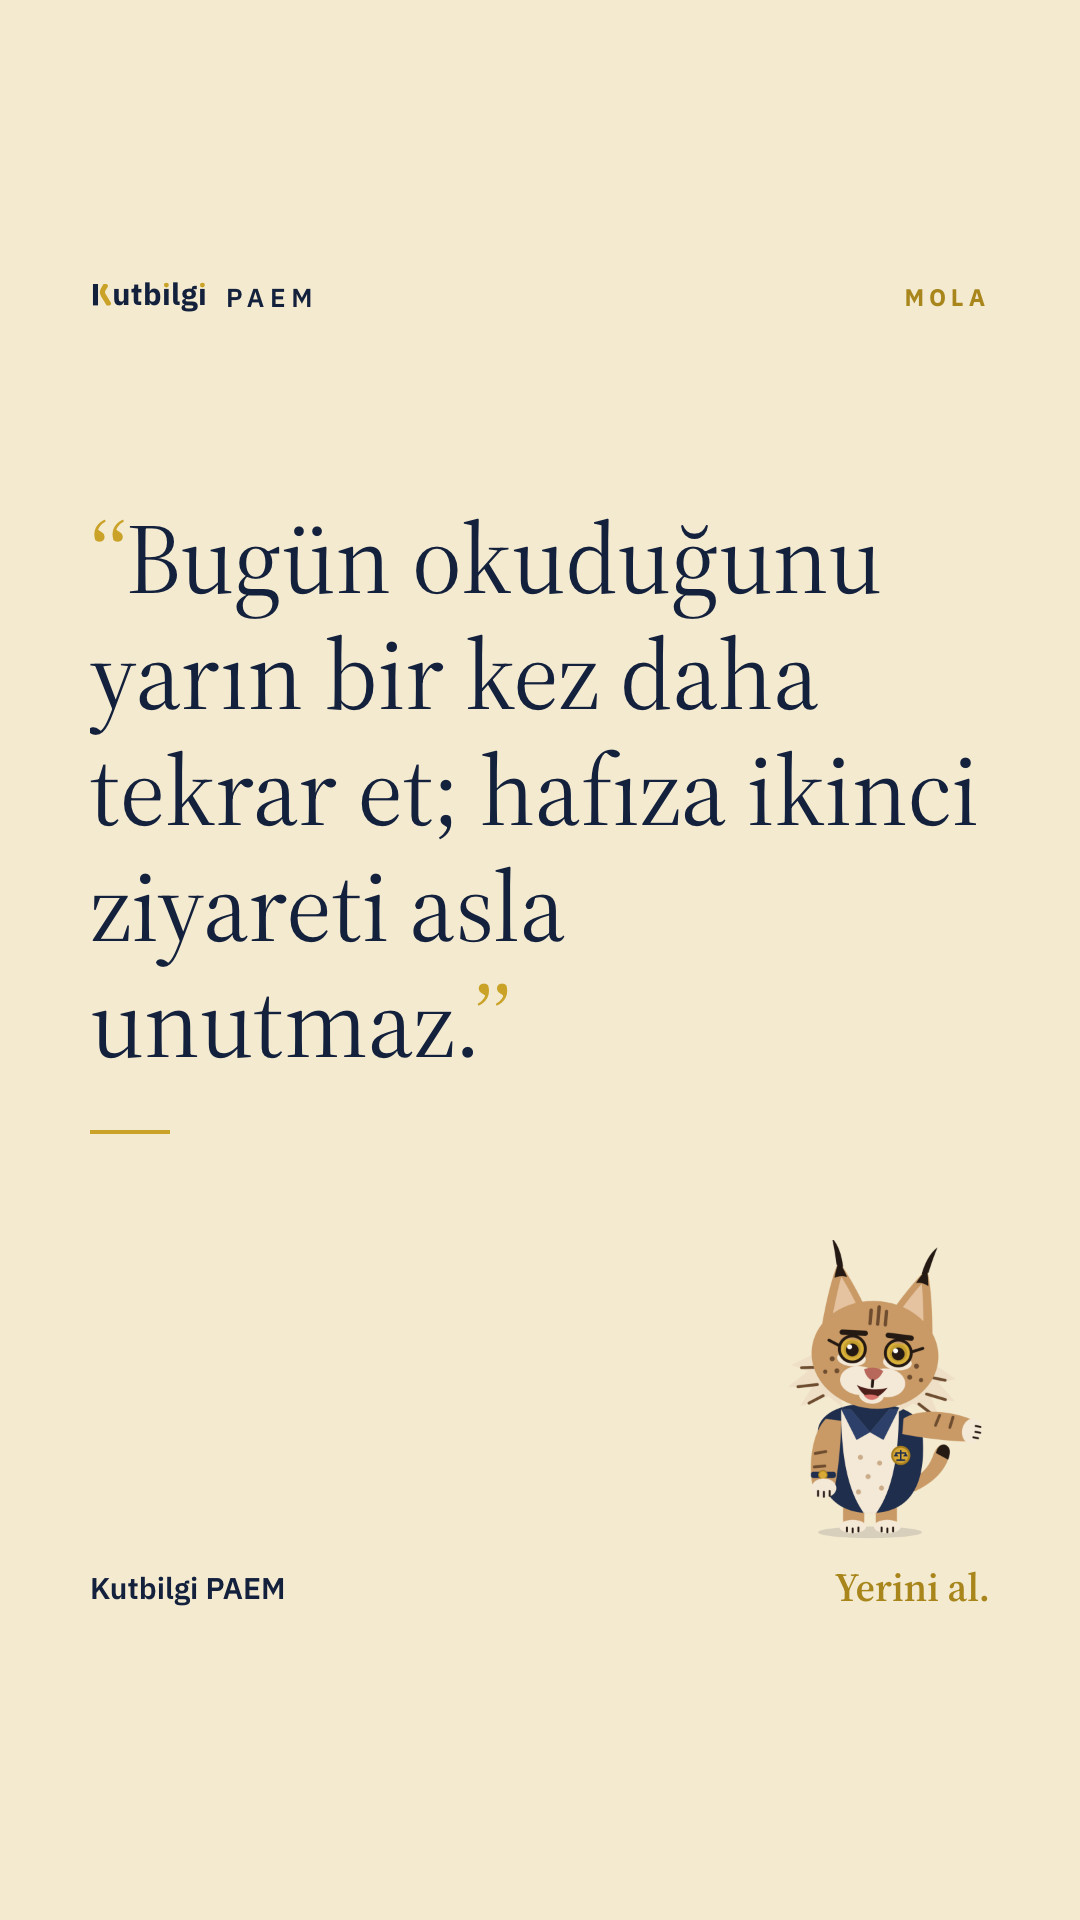 Kutbilgi PAEM
MOLA
“Bugün okuduğunu
yarın bir kez daha
tekrar et; hafıza ikinci
ziyareti asla
unutmaz.”
Kutbilgi PAEM
Yerini al.